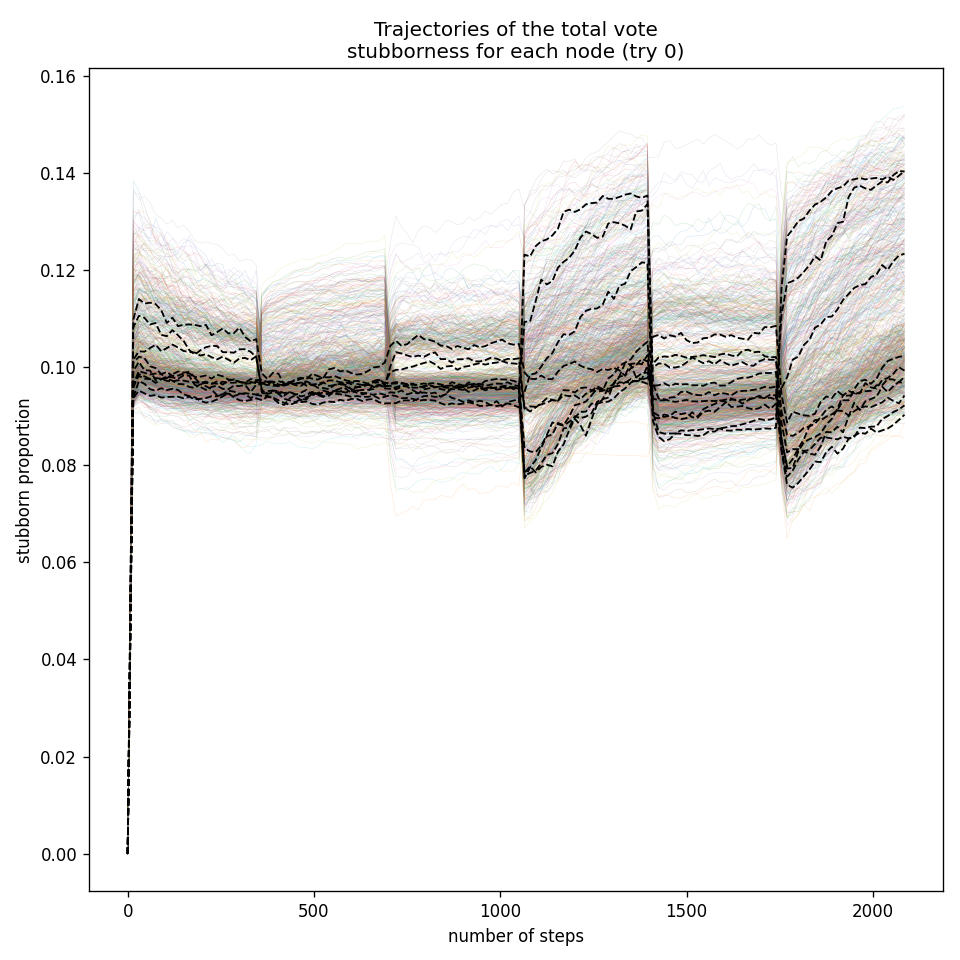 Trajectories of the total vote
stubborness for each node (try 0)
0.16
0.14
0.12
0.10
0.08
0.06
0.04
0.02
0.00
stubborn proportion
0 500 1000 1500 2000
number of steps